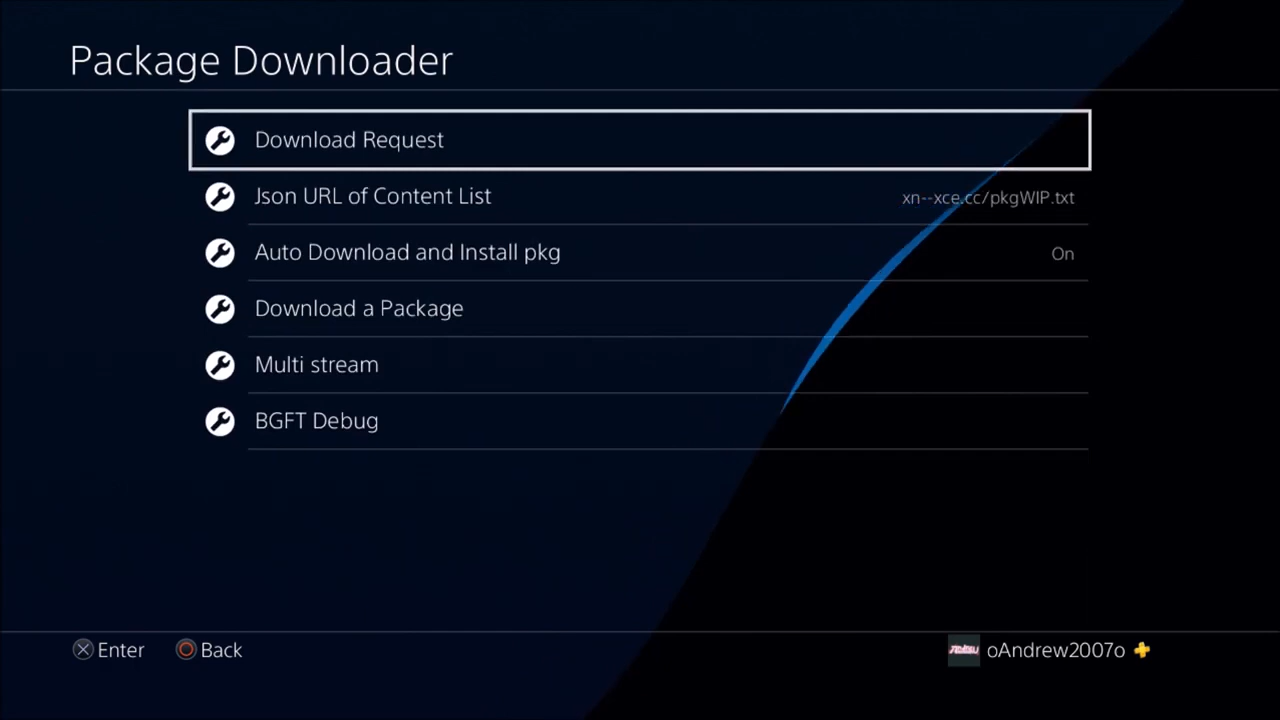 Package Downloader
Download Request
Json URL of Content List
xn--xce.cc/pkgWIP.txt
Auto Download and Install pkg
On
Download a Package
Multi stream
BGFT Debug
Enter
Back
oAndrew2007o